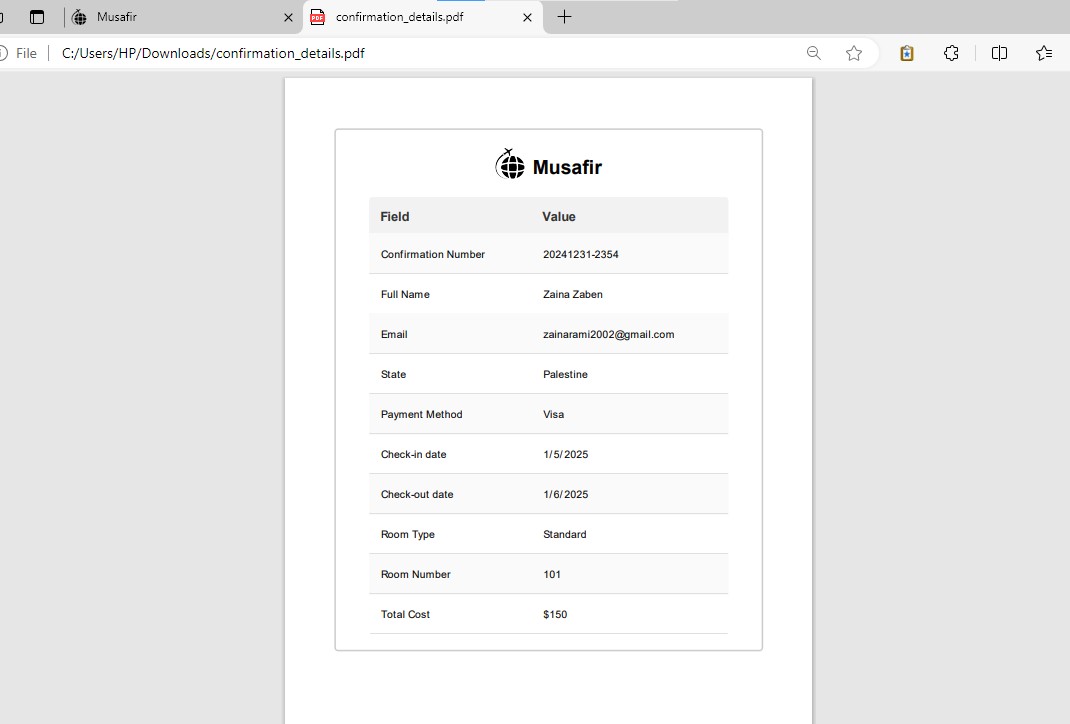 Musafir
confirmation_details.pdf
File
C:/Users/HP/Downloads/confirmation_details.pdf
Musafir
Field Value
Confirmation Number 20241231-2354
Full Name Zaina Zaben
Email zainarami2002@gmail.com
State Palestine
Payment Method Visa
Check-in date 1/5/2025
Check-out date 1/6/2025
Room Type Standard
Room Number 101
Total Cost $150